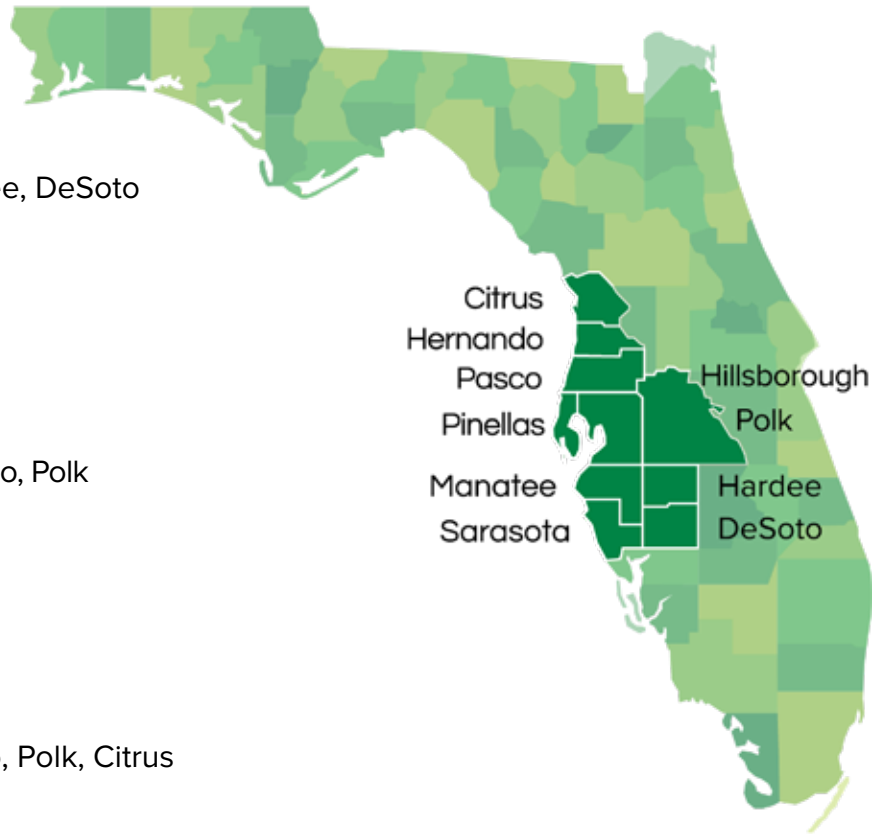 e, DeSoto
Citrus
Hernando
Pasco
Hillsborough
Pinellas
Polk
o, Polk
Manatee
Hardee
Sarasota
DeSoto
, Polk, Citrus